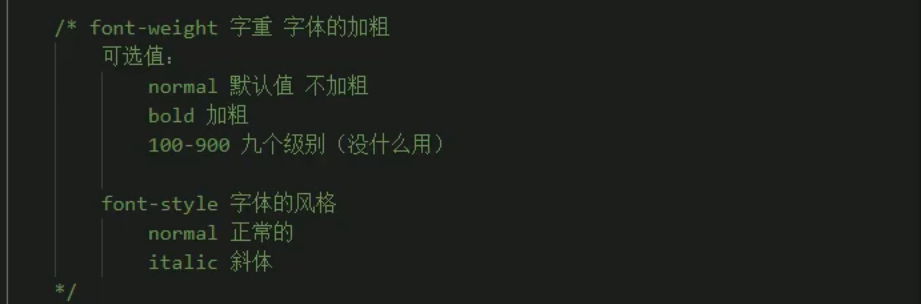 /* font-weight 字重 字体的加粗
可选值：
normal 默认值 不加粗
bold 加粗
100-900 九个级别（没什么用）
font-style 字体的风格
normal 正常的
italic 斜体
*/